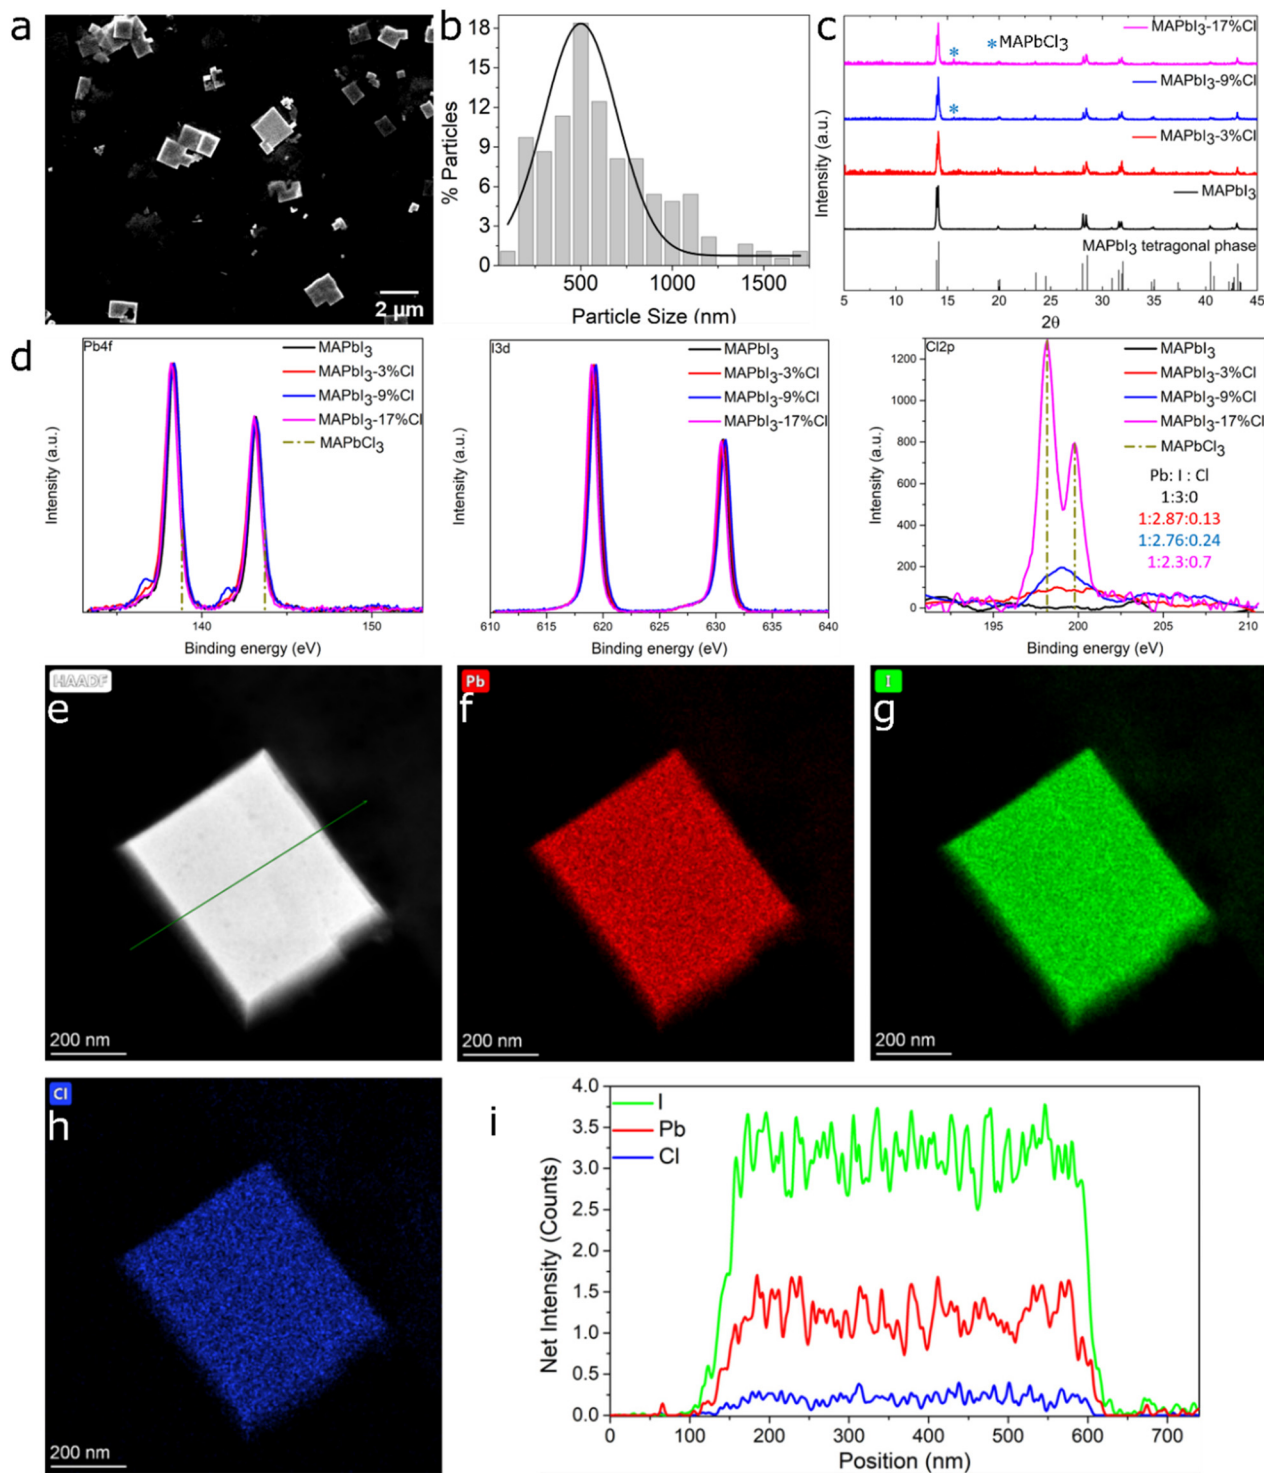 a
2 µm
b
% Particles
18
15
12
9
6
3
0
500
1000
1500
Particle Size (nm)
c
Intensity (a.u.)
MAPbI3-17%Cl
* MAPbCl3
*
MAPbI3-9%Cl
*
MAPbI3-3%Cl
MAPbI3
MAPbI3 tetragonal phase
5 10 15 20 25 30 35 40 45
2θ
d
Pb4f
MAPbI3
MAPbI3-3%Cl
MAPbI3-9%Cl
MAPbI3-17%Cl
MAPbCl3
Intensity (a.u.)
140 150
Binding energy (eV)
I3d
MAPbI3
MAPbI3-3%Cl
MAPbI3-9%Cl
MAPbI3-17%Cl
Intensity (a.u.)
610 615 620 625 630 635 640
Binding energy (eV)
Cl2p
MAPbI3
MAPbI3-3%Cl
MAPbI3-9%Cl
MAPbI3-17%Cl
MAPbCl3
Pb: I : Cl
1:3:0
1:2.87:0.13
1:2.76:0.24
1:2.3:0.7
Intensity (a.u.)
1200
1000
800
600
400
200
0
195 200 205 210
Binding energy (eV)
HAADF
e
200 nm
Pb
f
200 nm
I
g
200 nm
Cl
h
200 nm
i
I
Pb
Cl
Net Intensity (Counts)
4.0
3.5
3.0
2.5
2.0
1.5
1.0
0.5
0.0
0 100 200 300 400 500 600 700
Position (nm)